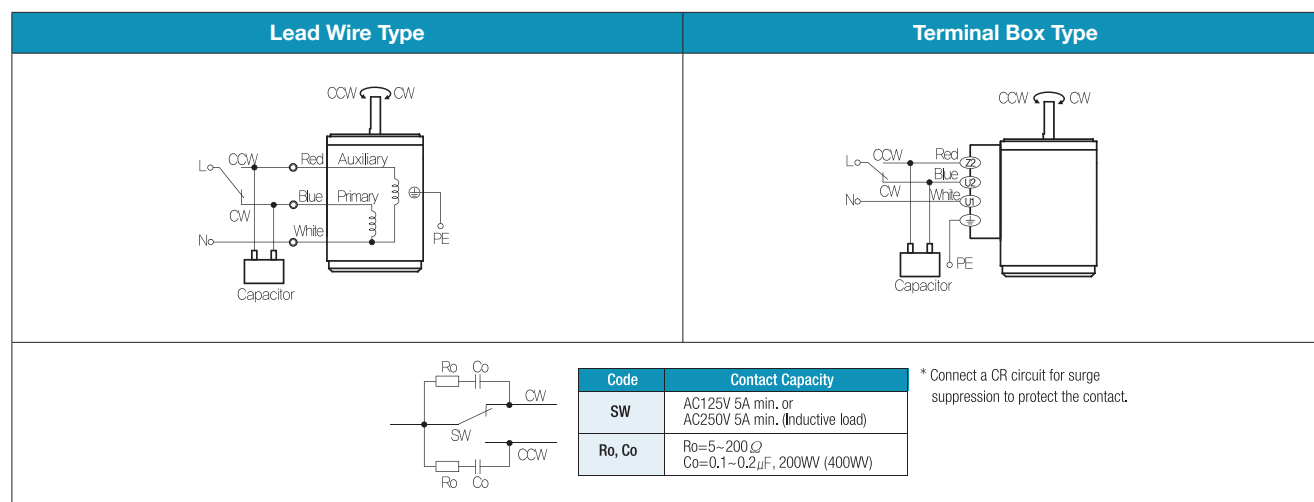 Lead Wire Type
Terminal Box Type
CCW CW
L CCW Red Auxiliary
Blue Primary
CW
White
N
PE
Capacitor
CCW CW
L CCW Red Z2
Blue U2
CW
White U1
N
PE
Capacitor
Ro Co
CW
SW
CCW
Ro Co
Code Contact Capacity
SW AC125V 5A min. or
AC250V 5A min. (Inductive load)
Ro, Co Ro=5~200Ω
Co=0.1~0.2μF, 200WV (400WV)
* Connect a CR circuit for surge
suppression to protect the contact.